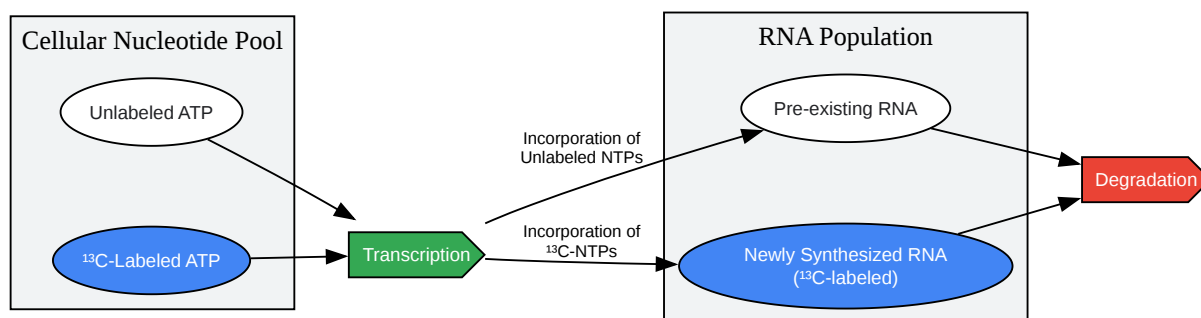 Cellular Nucleotide Pool
Unlabeled ATP
¹³C-Labeled ATP
Transcription
Incorporation of
Unlabeled NTPs
Incorporation of
¹³C-NTPs
RNA Population
Pre-existing RNA
Newly Synthesized RNA
(¹³C-labeled)
Degradation